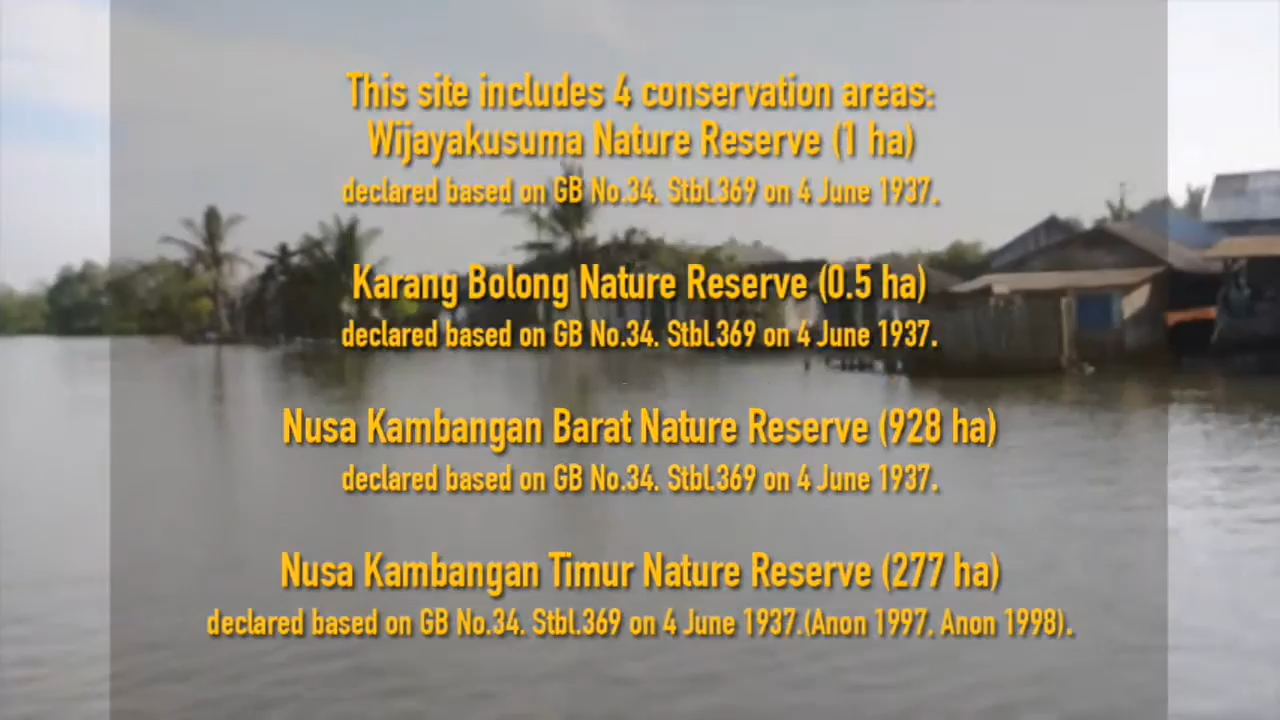 This site includes 4 conservation areas:
Wijayakusuma Nature Reserve (1 ha)
declared based on GB No.34. Stbl.369 on 4 June 1937.
Karang Bolong Nature Reserve (0.5 ha)
declared based on GB No.34. Stbl.369 on 4 June 1937.
Nusa Kambangan Barat Nature Reserve (928 ha)
declared based on GB No.34. Stbl.369 on 4 June 1937.
Nusa Kambangan Timur Nature Reserve (277 ha)
declared based on GB No.34. Stbl.369 on 4 June 1937.(Anon 1997. Anon 1998).